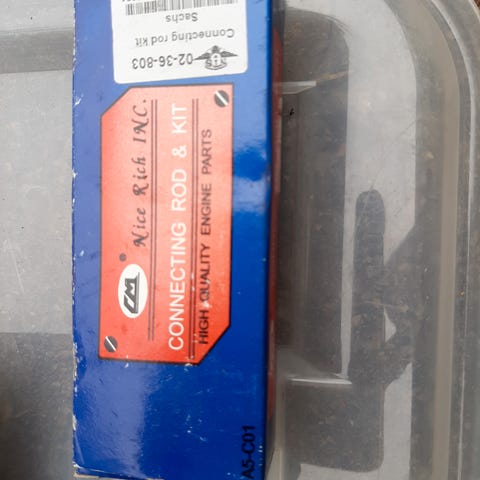 02-36-803
Connecting rod kit
Sachs
CM
Nice Rich INC.
CONNECTING ROD & KIT
HIGH QUALITY ENGINE PARTS
A5-C01